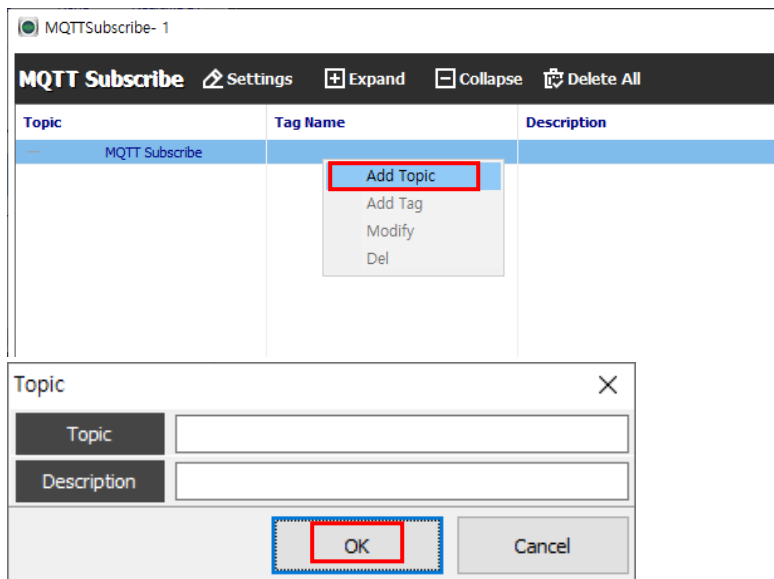 MQTTSubscribe- 1
MQTT Subscribe Settings Expand Collapse Delete All
Topic Tag Name Description
MQTT Subscribe
Add Topic
Add Tag
Modify
Del
Topic
Topic
Description
OK Cancel